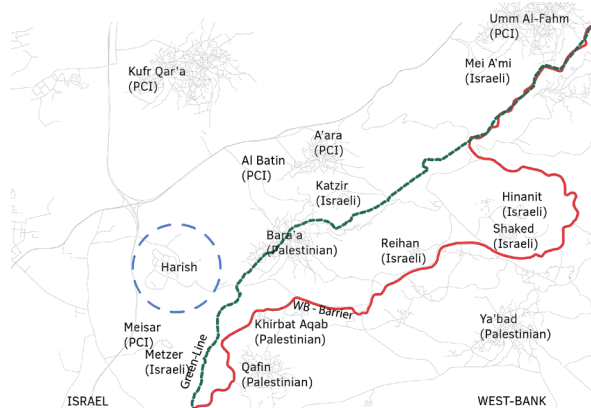 Umm Al-Fahm
(PCI)
Mei A'mi
(Israeli)
Kufr Qar'a
(PCI)
A'ara
(PCI)
Al Batin
(PCI)
Katzir
(Israeli)
Hinanit
(Israeli)
Shaked
(Israeli)
Bara'a
(Palestinian)
Reihan
(Israeli)
Harish
WB - Barrier
Khirbat Aqab
(Palestinian)
Ya'bad
(Palestinian)
Meisar
(PCI)
Metzer
(Israeli)
Green-Line
Qafin
(Palestinian)
ISRAEL
WEST-BANK